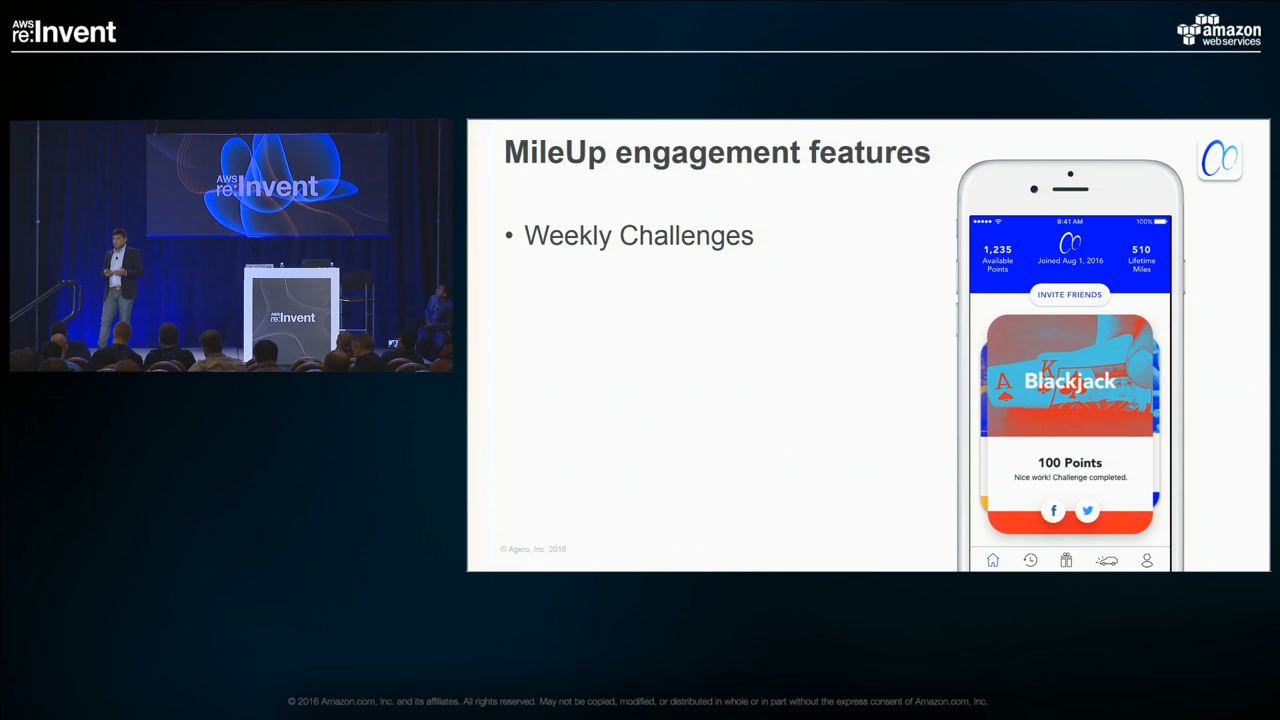 AWS
re:Invent
amazon
web services
AWS
re:Invent
AWS
re:Invent
MileUp engagement features
• Weekly Challenges
9:41 AM
100%
1,235
Available
Points
Joined Aug 1, 2016
510
Lifetime
Miles
INVITE FRIENDS
A
K
Blackjack
100 Points
Nice work! Challenge completed.
f
© Agero, Inc. 2016
© 2016 Amazon.com, Inc. and its affiliates. All rights reserved. May not be copied, modified, or distributed in whole or in part without the express consent of Amazon.com, Inc.